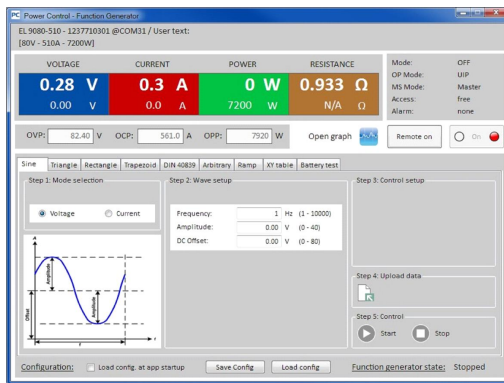 PC Power Control - Function Generator
EL 9080-510 - 1237710301 @COM31 / User text:
[80V - 510A - 7200W]
VOLTAGE CURRENT POWER RESISTANCE
0.28 V 0.3 A 0 W 0.933 Ω
0.00 V 0.0 A 7200 W N/A Ω
Mode: OFF
OP Mode: UIP
MS Mode: Master
Access: free
Alarm: none
OVP: 82.40 V OCP: 561.0 A OPP: 7920 W Open graph Remote on On
Sine Triangle Rectangle Trapezoid DIN 40839 Arbitrary Ramp XY table Battery test
Step 1: Mode selection
Voltage Current
Step 2: Wave setup
Frequency: 1 Hz (1 - 10000)
Amplitude: 0.00 V (0 - 40)
DC Offset: 0.00 V (0 - 80)
Step 3: Control setup
A
Amplitude
Amplitude
Offset
t
T
Step 4: Upload data
Step 5: Control
Start Stop
Configuration: Load config. at app startup Save Config Load config Function generator state: Stopped